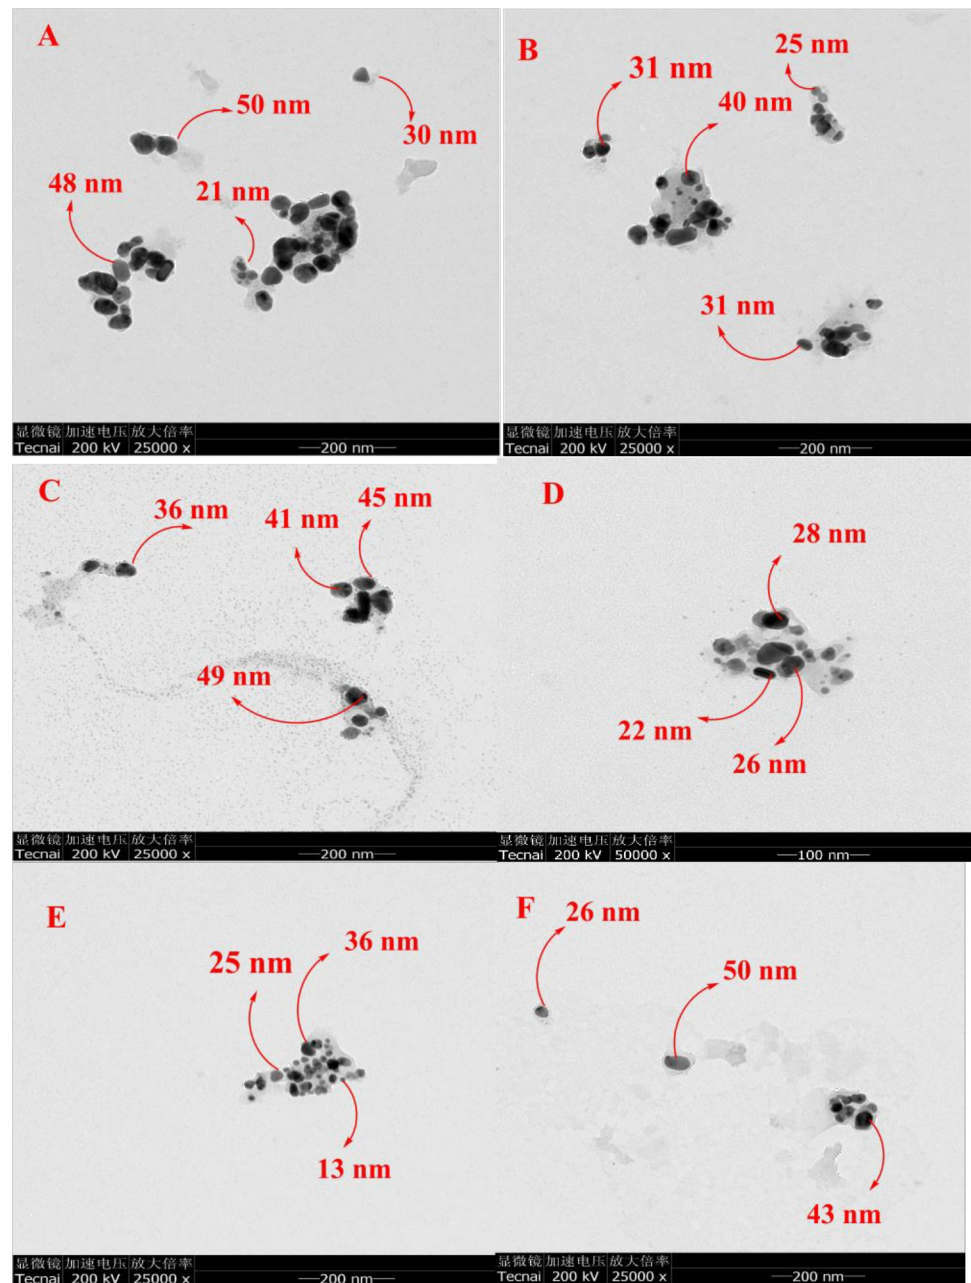 A
50 nm
30 nm
48 nm
21 nm
显微镜 加速电压 放大倍率
Tecnai 200 kV 25000 x 200 nm
B
25 nm
31 nm
40 nm
31 nm
显微镜 加速电压 放大倍率
Tecnai 200 kV 25000 x 200 nm
C
45 nm
36 nm
41 nm
49 nm
显微镜 加速电压 放大倍率
Tecnai 200 kV 25000 x 200 nm
D
28 nm
22 nm
26 nm
显微镜 加速电压 放大倍率
Tecnai 200 kV 50000 x 100 nm
E
36 nm
25 nm
13 nm
显微镜 加速电压 放大倍率
Tecnai 200 kV 25000 x 200 nm
F
26 nm
50 nm
43 nm
显微镜 加速电压 放大倍率
Tecnai 200 kV 25000 x 200 nm